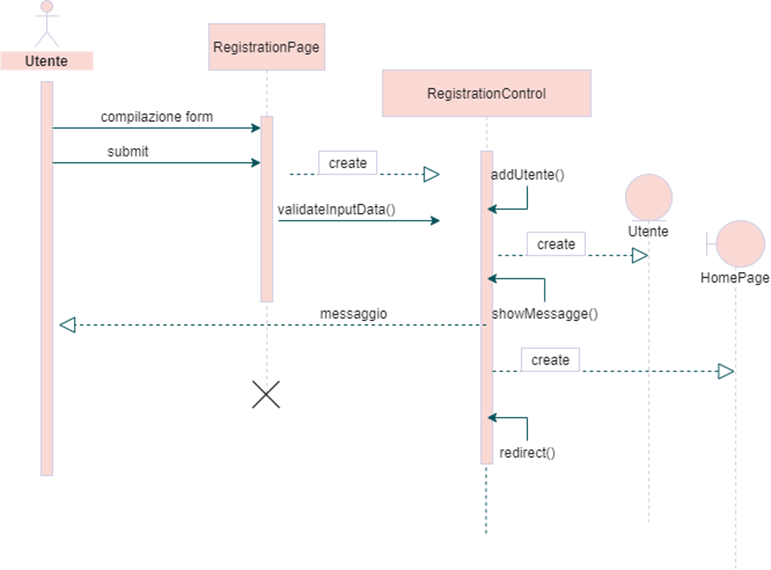 Utente
RegistrationPage
RegistrationControl
compilazione form
submit
create
addUtente()
validateInputData()
Utente
create
HomePage
messaggio
showMessagge()
create
redirect()